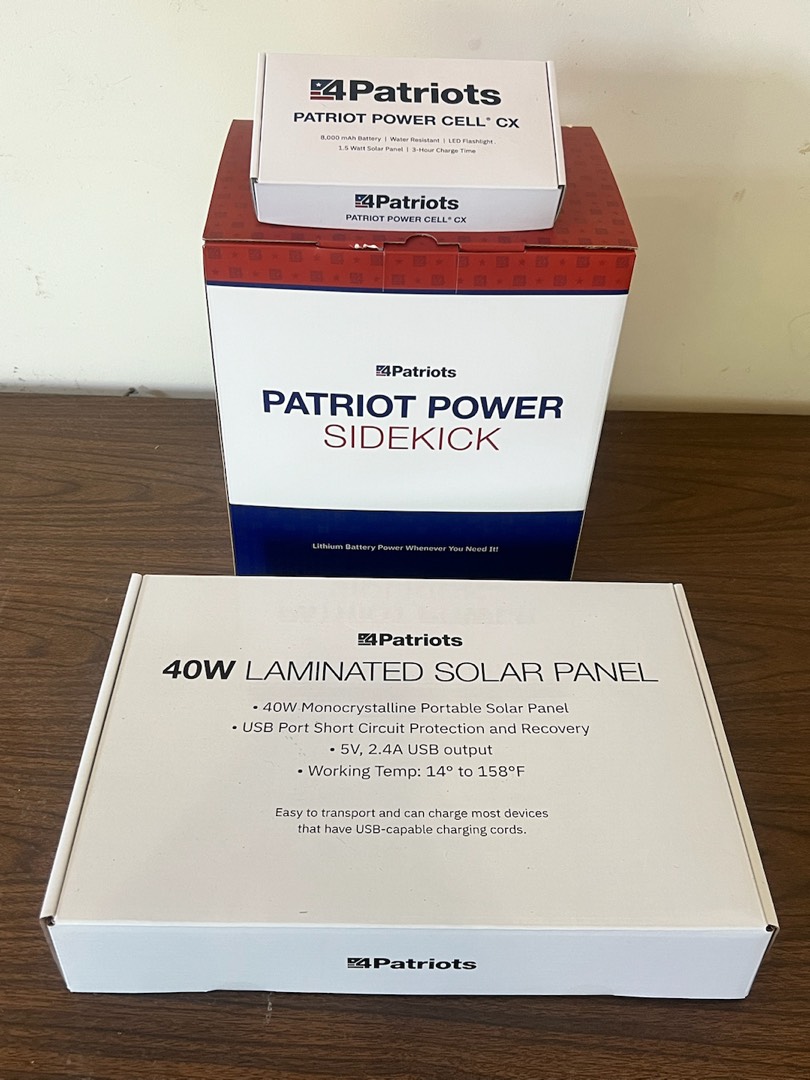 4Patriots
PATRIOT POWER CELL® CX
8,000 mAh Battery | Water Resistant | LED Flashlight
1.5 Watt Solar Panel | 3-Hour Charge Time
4Patriots
PATRIOT POWER CELL® CX
4Patriots
PATRIOT POWER
SIDEKICK
Lithium Battery Power Whenever You Need It!
4Patriots
40W LAMINATED SOLAR PANEL
• 40W Monocrystalline Portable Solar Panel
• USB Port Short Circuit Protection and Recovery
• 5V, 2.4A USB output
• Working Temp: 14° to 158°F
Easy to transport and can charge most devices
that have USB-capable charging cords.
4Patriots